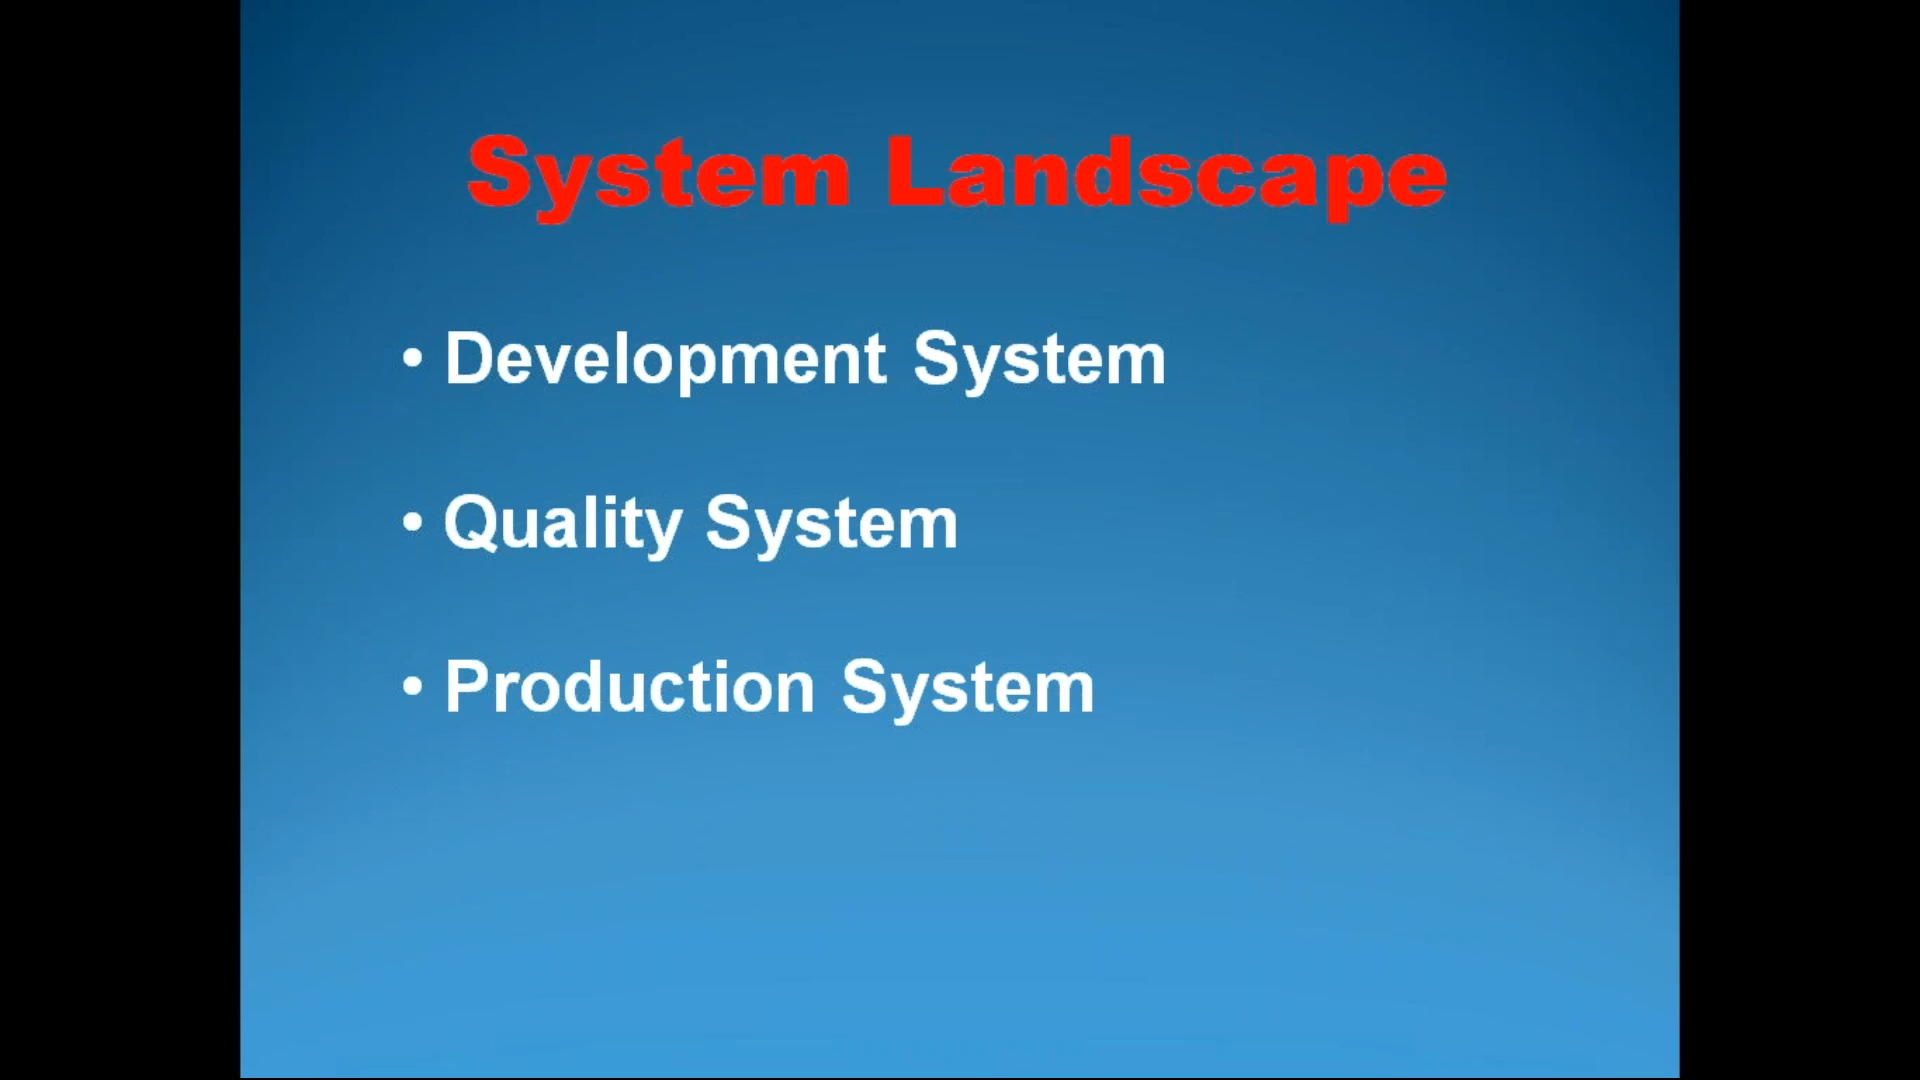 System Landscape
• Development System
• Quality System
• Production System